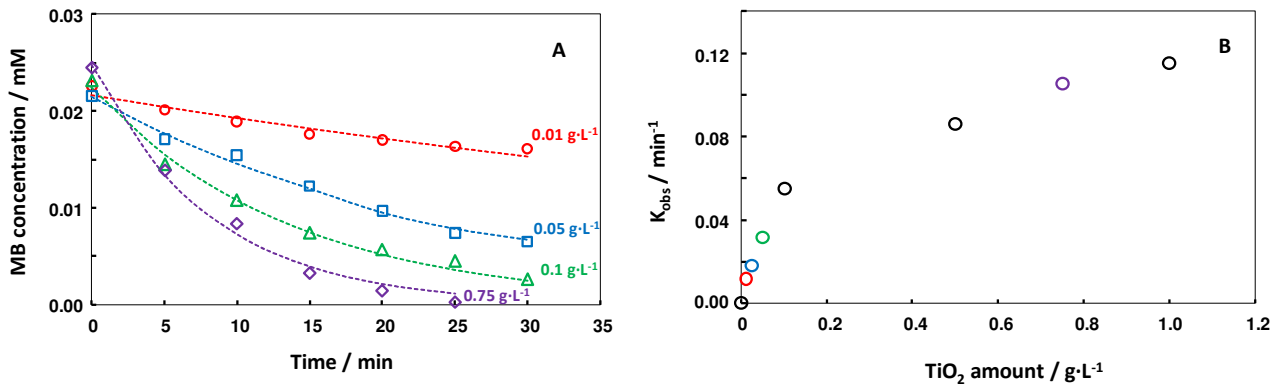 A
MB concentration / mM
0.03
0.02
0.01
0.00
0.01 g·L⁻¹
0.05 g·L⁻¹
0.1 g·L⁻¹
0.75 g·L⁻¹
0 5 10 15 20 25 30 35
Time / min
B
K_obs / min⁻¹
0.12
0.08
0.04
0.00
0 0.2 0.4 0.6 0.8 1.0 1.2
TiO₂ amount / g·L⁻¹